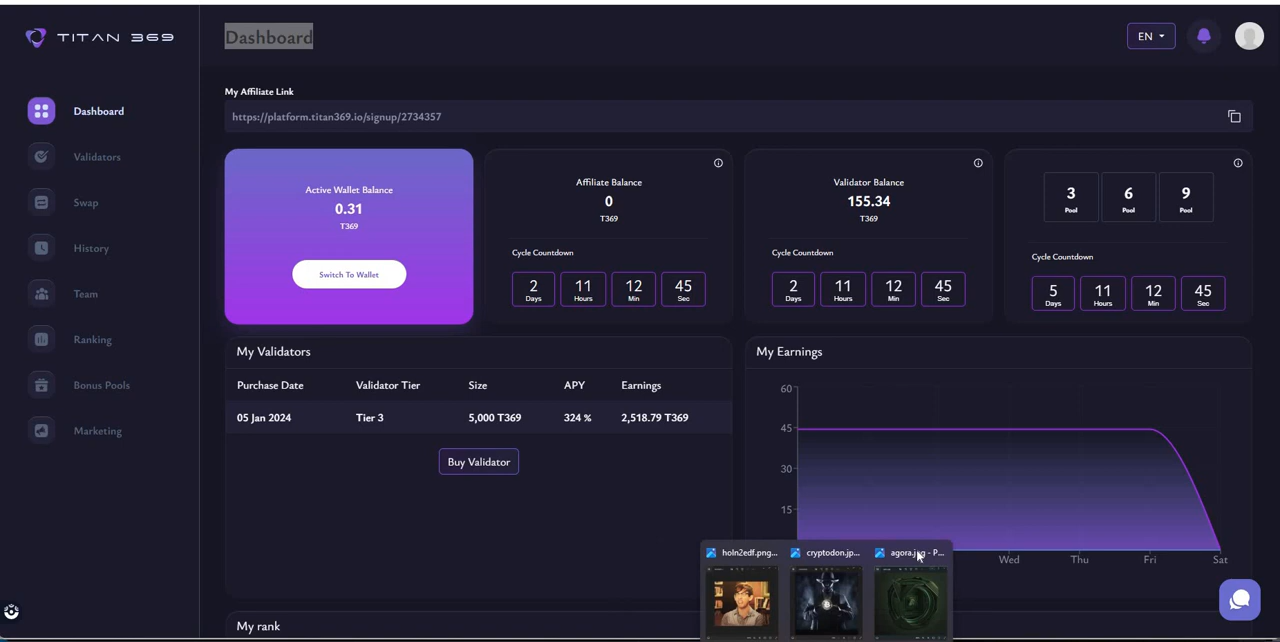 TITAN 369
Dashboard
EN
Dashboard
Validators
Swap
History
Team
Ranking
Bonus Pools
Marketing
My Affiliate Link
https://platform.titan369.io/signup/2734357
Active Wallet Balance
0.31
T369
Switch To Wallet
Affiliate Balance
0
T369
Cycle Countdown
2 11 12 45
Days Hours Min Sec
Validator Balance
155.34
T369
Cycle Countdown
2 11 12 45
Days Hours Min Sec
3 6 9
Pool Pool Pool
Cycle Countdown
5 11 12 45
Days Hours Min Sec
My Validators
Purchase Date Validator Tier Size APY Earnings
05 Jan 2024 Tier 3 5,000 T369 324 % 2,518.79 T369
Buy Validator
My Earnings
60
45
30
15
Wed Thu Fri Sat
holn2edf.png... cryptodon.jp... agora.jpg - P...
My rank